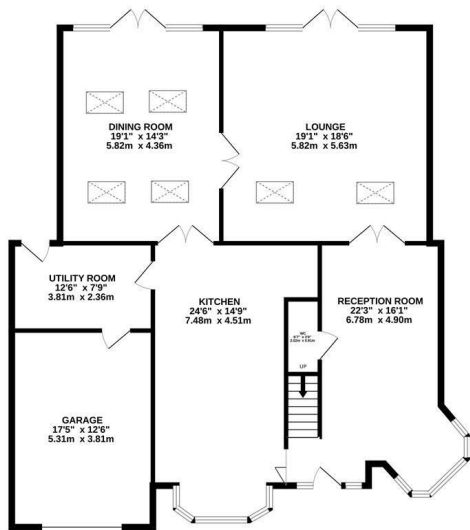 DINING ROOM
19'1" x 14'3"
5.82m x 4.36m
LOUNGE
19'1" x 18'6"
5.82m x 5.63m
UTILITY ROOM
12'6" x 7'9"
3.81m x 2.36m
KITCHEN
24'6" x 14'9"
7.48m x 4.51m
WC
RECEPTION ROOM
22'3" x 16'1"
6.78m x 4.90m
UP
GARAGE
17'5" x 12'6"
5.31m x 3.81m